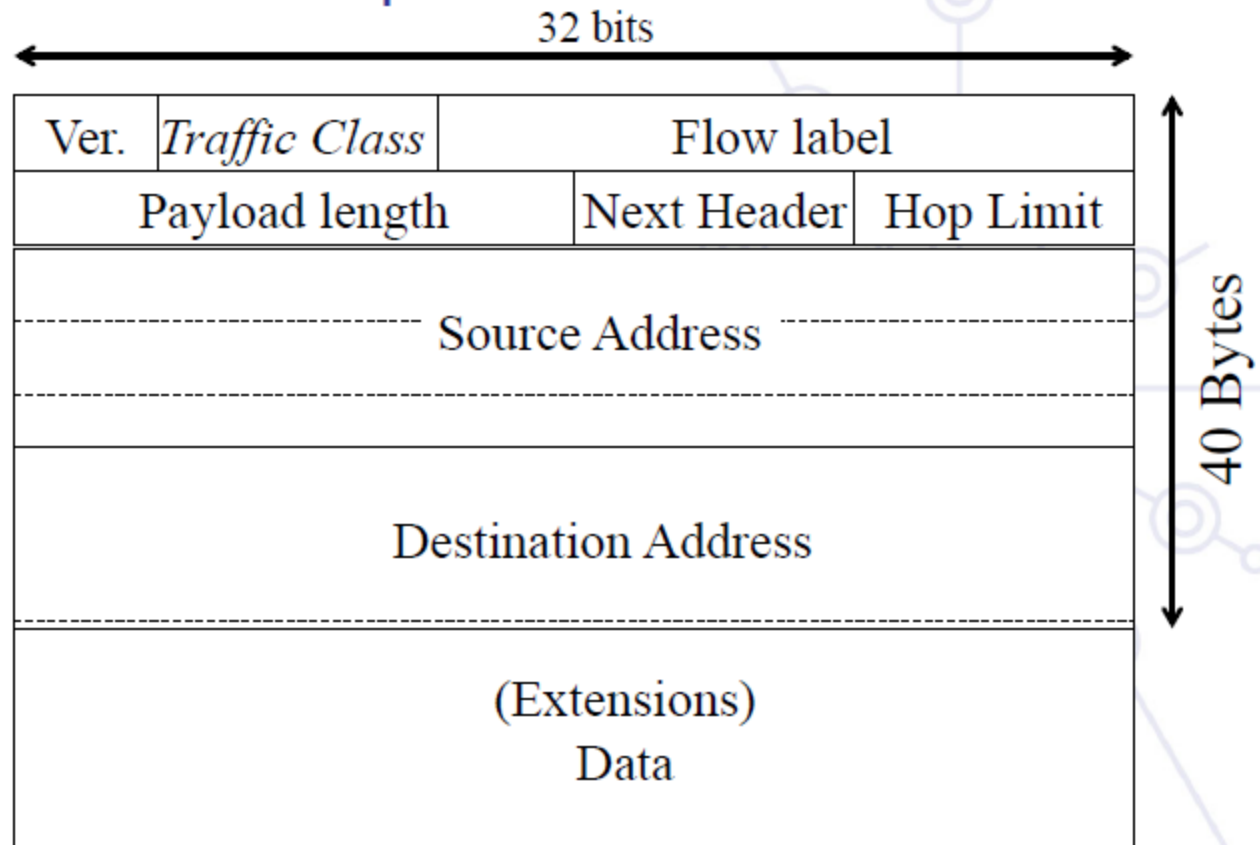 32 bits
Ver. Traffic Class Flow label
Payload length Next Header Hop Limit
Source Address
Destination Address
40 Bytes
(Extensions)
Data